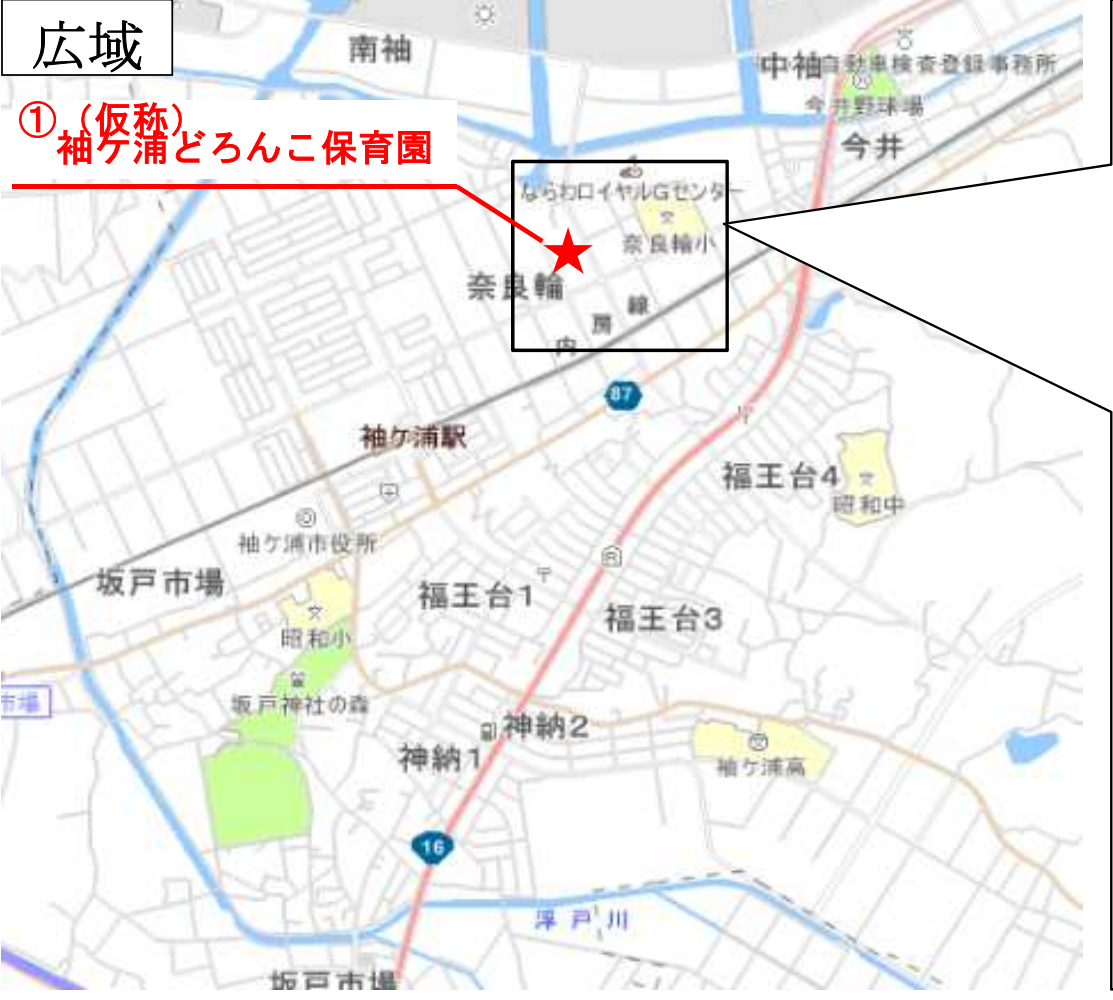 広域
南袖
中袖
自動車検査登録事務所
今井野球場
今井
①(仮称)
袖ケ浦どろんこ保育園
ならわロイヤルGセンター
奈良輪小
奈良輪
内房線
87
袖ケ浦駅
福王台4
昭和中
袖ケ浦市役所
坂戸市場
福王台1
福王台3
昭和小
坂戸神社の森
市場
神納2
神納1
袖ケ浦高
16
浮戸川
坂戸市場